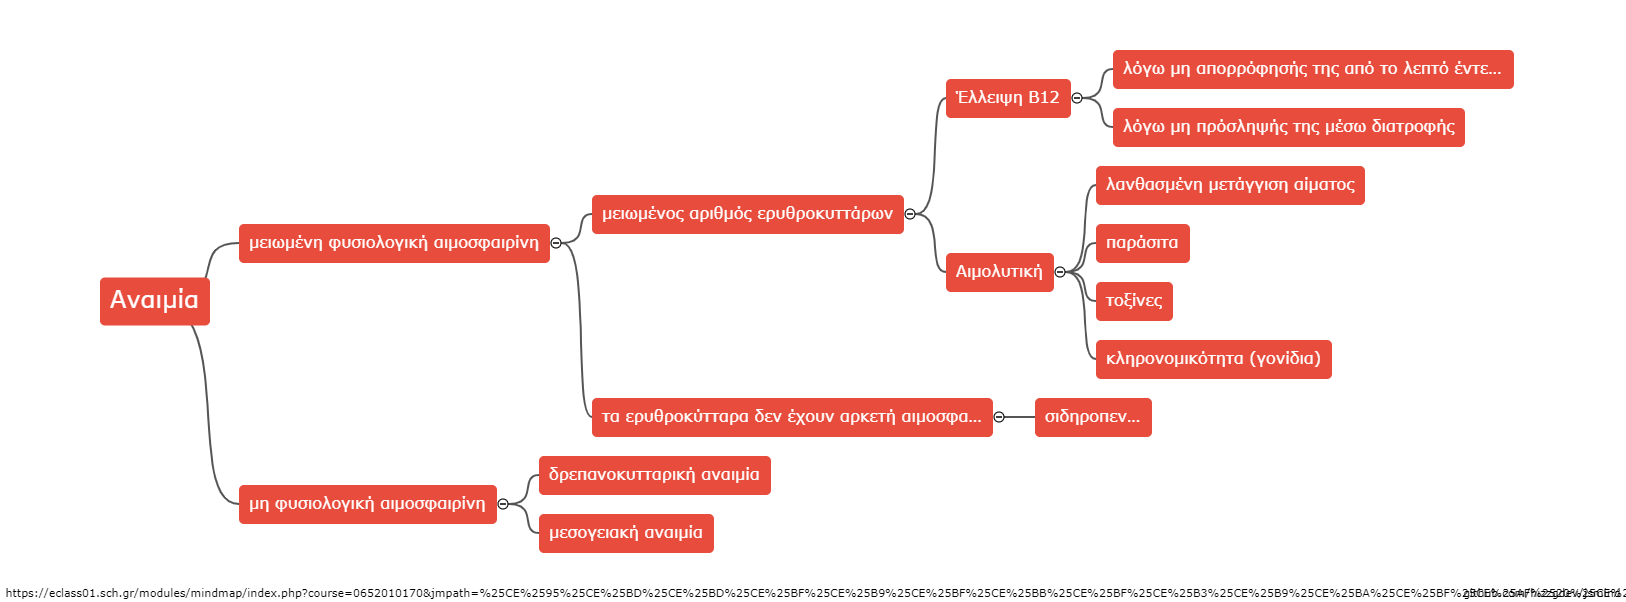 λόγω μη απορρόφησής της από το λεπτό έντε...
Έλλειψη B12
λόγω μη πρόσληψής της μέσω διατροφής
λανθασμένη μετάγγιση αίματος
μειωμένος αριθμός ερυθροκυττάρων
παράσιτα
μειωμένη φυσιολογική αιμοσφαιρίνη
Αιμολυτική
Αναιμία
τοξίνες
κληρονομικότητα (γονίδια)
τα ερυθροκύτταρα δεν έχουν αρκετή αιμοσφα...
σιδηροπεν...
δρεπανοκυτταρική αναιμία
μη φυσιολογική αιμοσφαιρίνη
μεσογειακή αναιμία
https://eclass01.sch.gr/modules/mindmap/index.php?course=0652010170&jmpath=%25CE%2595%25CE%25BD%25CE%25BD%25CE%25BF%25CE%25B9%25CE%25BF%25CE%25BB%25CE%25BF%25CE%25B3%25CE%25B9%25CE%25BA%25CE%25BF%